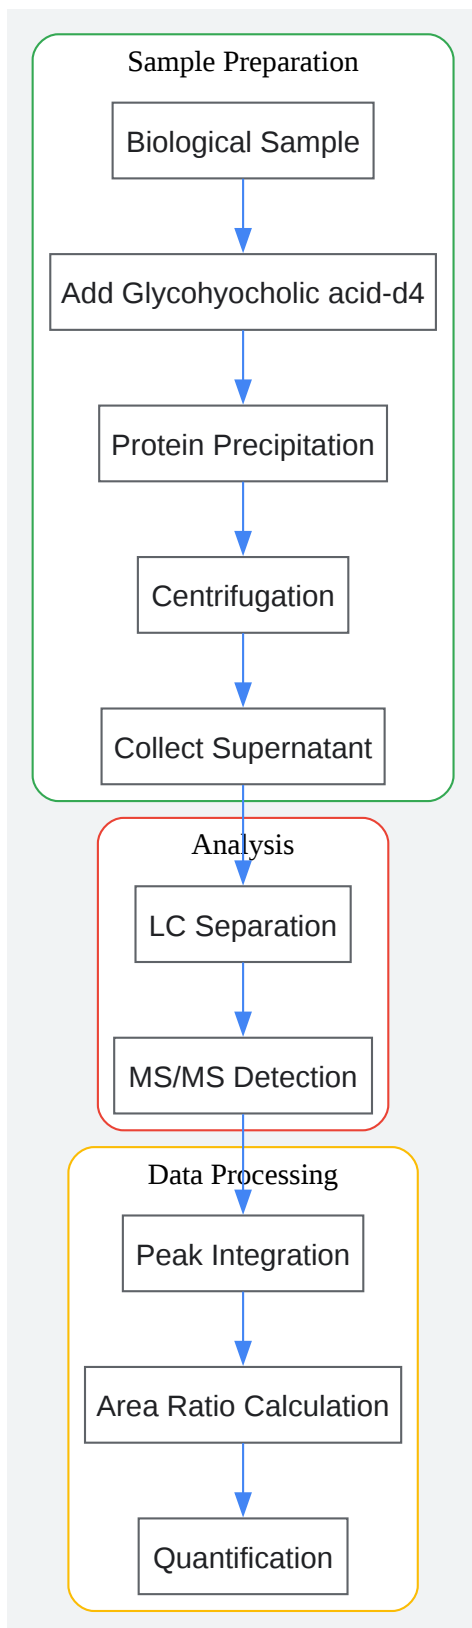 Sample Preparation
Biological Sample
Add Glycohyocholic acid-d4
Protein Precipitation
Centrifugation
Collect Supernatant
Analysis
LC Separation
MS/MS Detection
Data Processing
Peak Integration
Area Ratio Calculation
Quantification